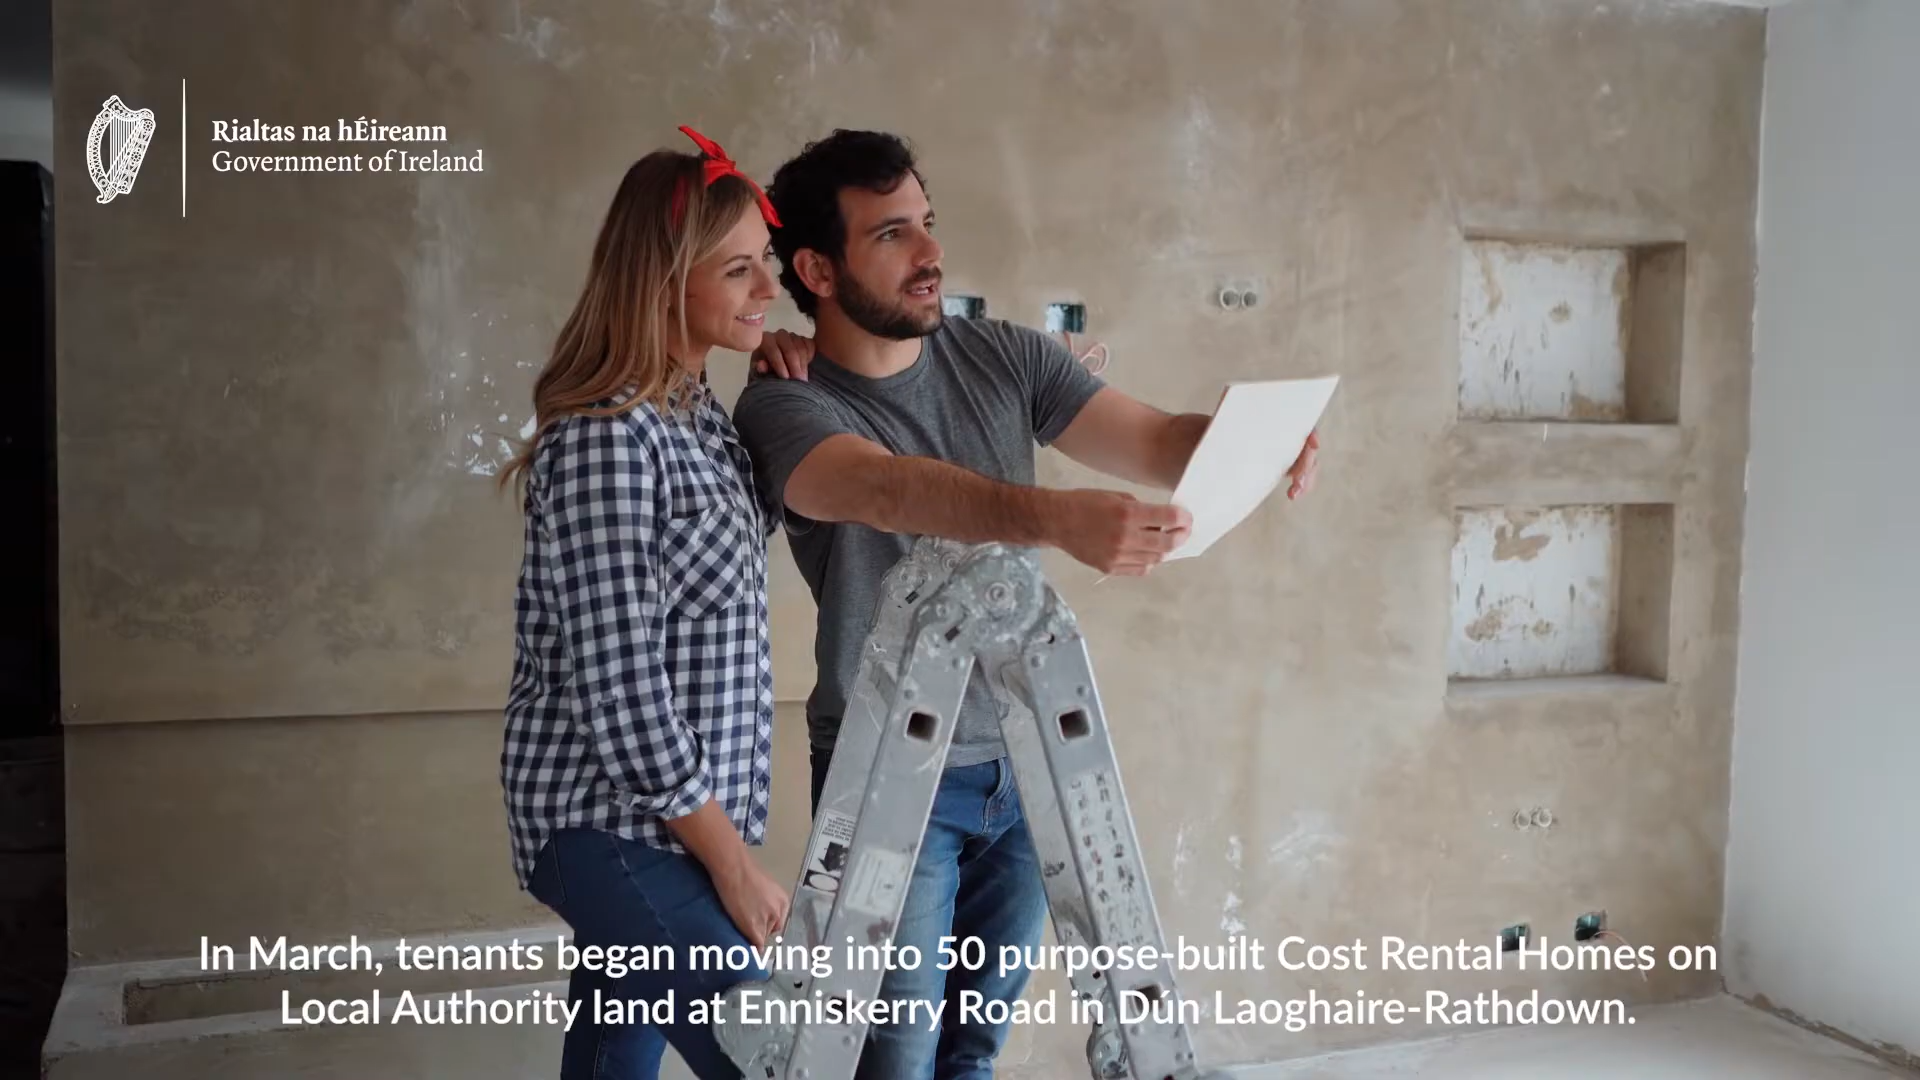 Rialtas na hÉireann
Government of Ireland
In March, tenants began moving into 50 purpose-built Cost Rental Homes on
Local Authority land at Enniskerry Road in Dún Laoghaire-Rathdown.